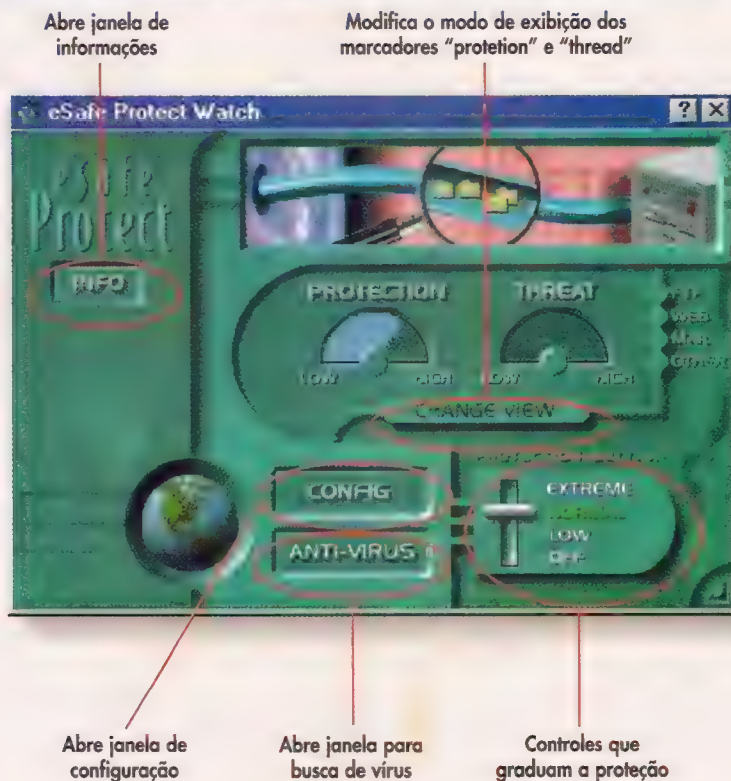 Abre janela de
informações
Modifica o modo de exibição dos
marcadores “protetion” e “thread”
eSafe Protect Watch
eSafe
Protect
INFO
PROTECTION
THREAT
FTP
WEB
MAIL
OTHER
LOW
HIGH
LOW
HIGH
CHANGE VIEW
CONFIG
ANTI-VIRUS
EXTREME
NORMAL
LOW
OFF
Abre janela de
configuração
Abre janela para
busca de vírus
Controles que
graduam a proteção